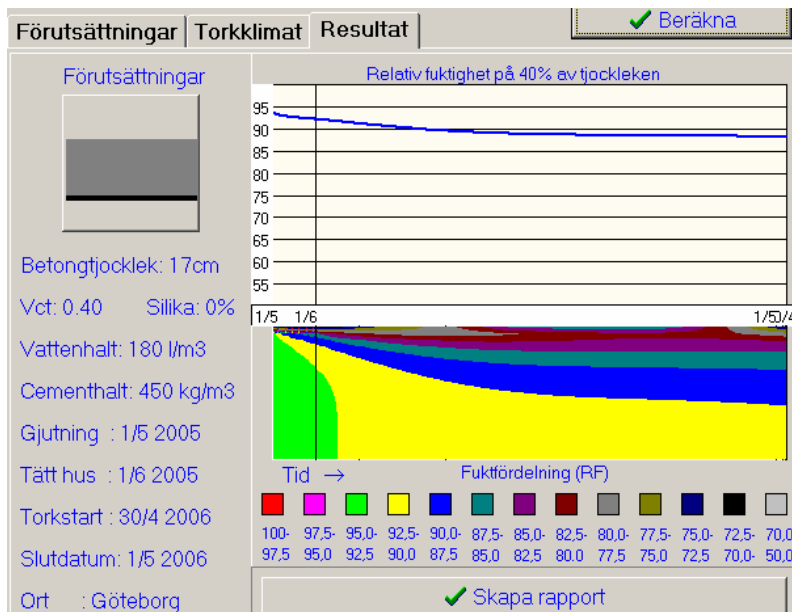 Beräkna
Förutsättningar Torkklimat Resultat
Förutsättningar
Betongtjocklek: 17cm
Vct: 0.40 Silika: 0%
Vattenhalt: 180 l/m3
Cementhalt: 450 kg/m3
Gjutning : 1/5 2005
Tätt hus : 1/6 2005
Torkstart : 30/4 2006
Slutdatum: 1/5 2006
Ort : Göteborg
Relativ fuktighet på 40% av tjockleken
95
90
85
80
75
70
65
60
55
1/5 1/6
Tid → Fuktfördelning (RF)
100- 97,5- 95,0- 92,5- 90,0- 87,5- 85,0- 82,5- 80,0- 77,5- 75,0- 72,5- 70,0
97,5 95,0 92,5 90,0 87,5 85,0 82,5 80.0 77,5 75,0 72,5 70,0- 50,0
Skapa rapport